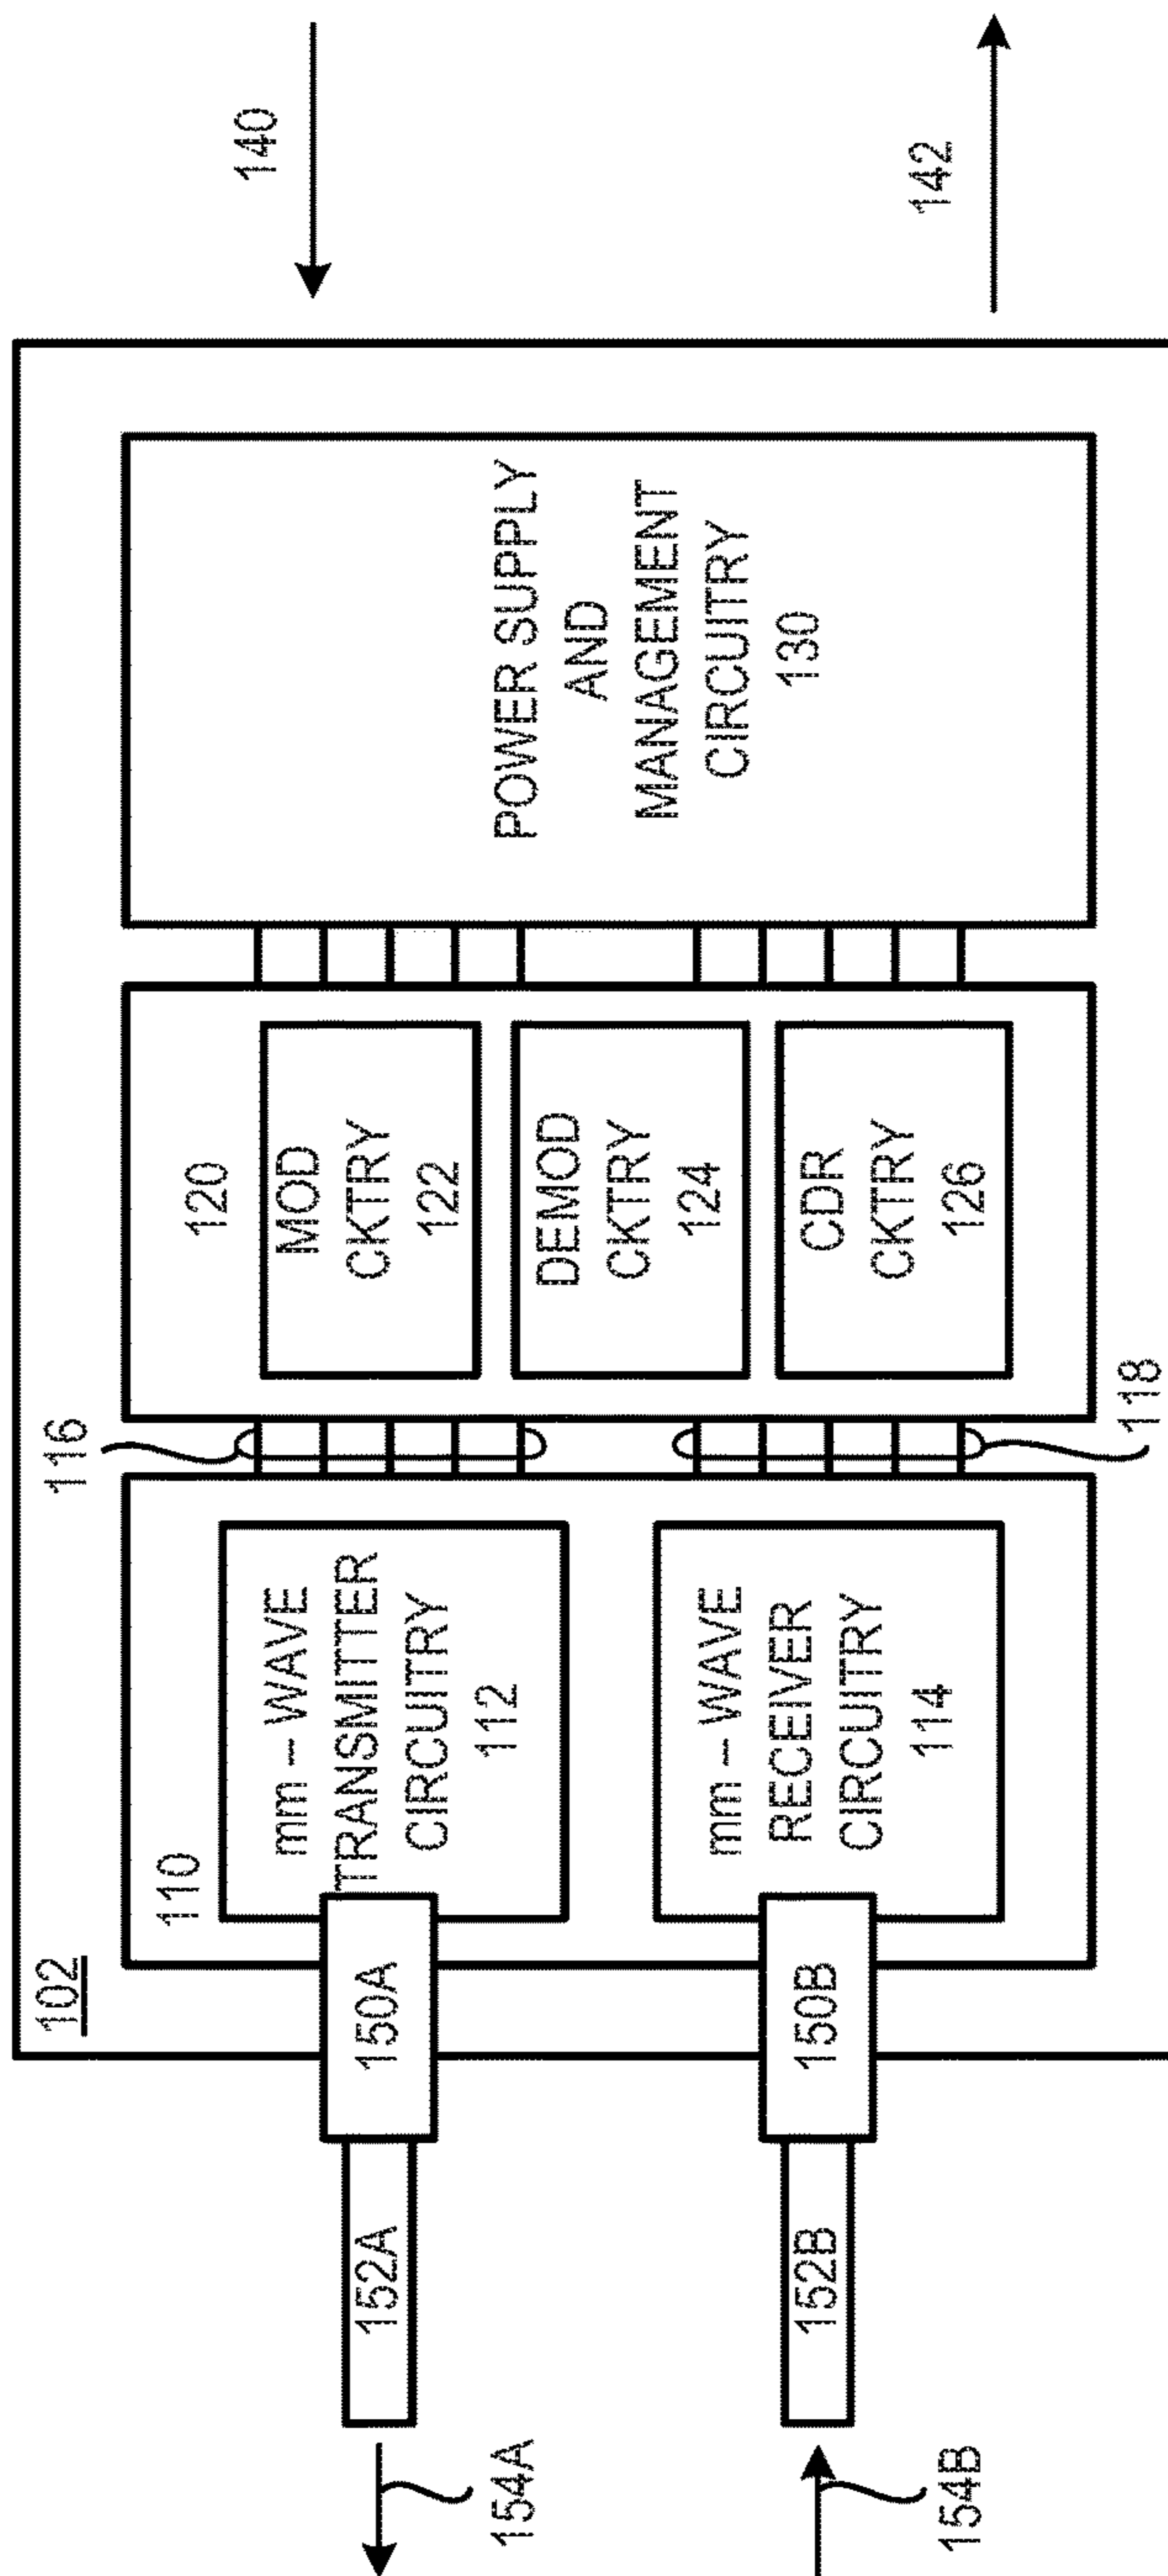 102
110
mm – WAVE
TRANSMITTER
CIRCUITRY
112
mm – WAVE
RECEIVER
CIRCUITRY
114
116
118
120
MOD
CKTRY
122
DEMOD
CKTRY
124
CDR
CKTRY
126
POWER SUPPLY
AND
MANAGEMENT
CIRCUITRY
130
140
142
150A
152A
154A
150B
152B
154B